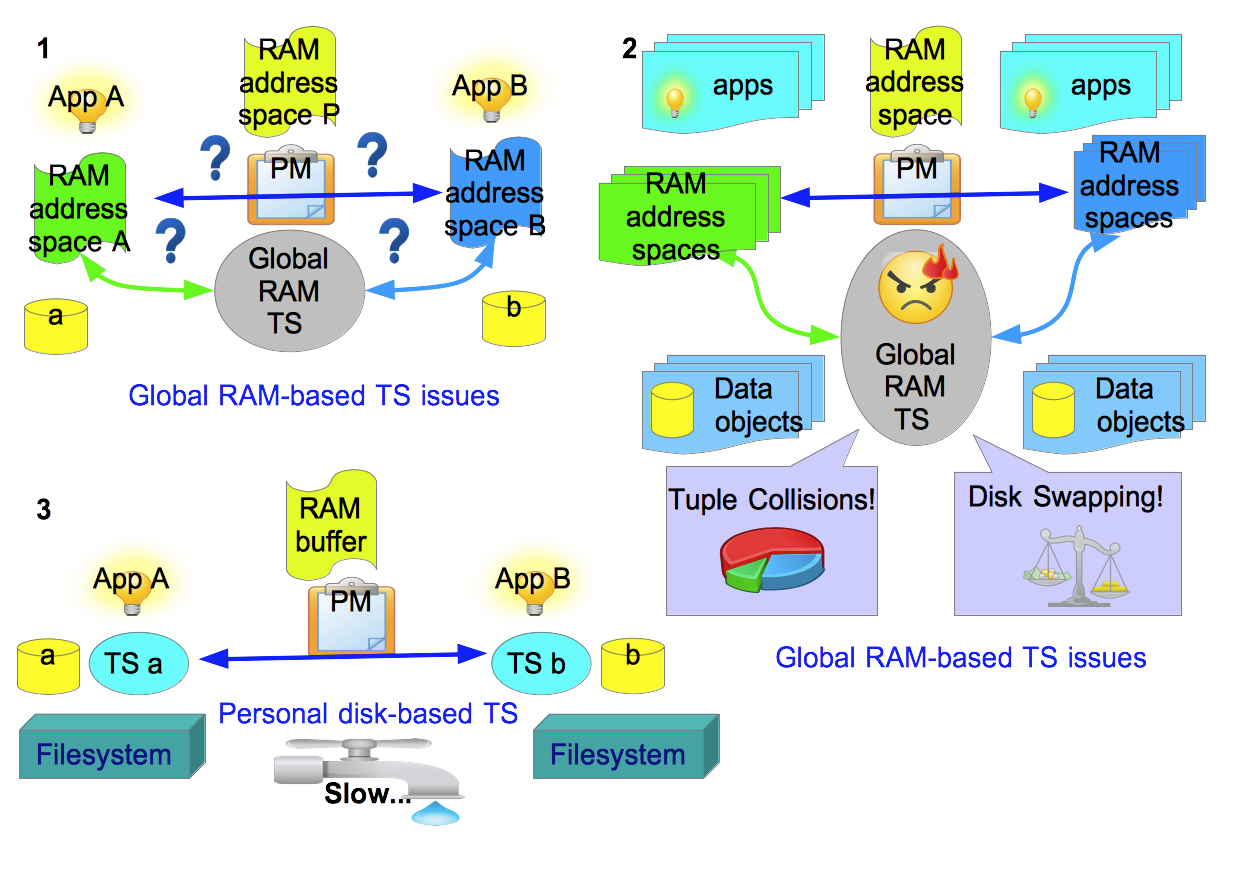 1
App A
RAM
address
space P
App B
?
?
PM
RAM
address
space A
RAM
address
space B
?
?
Global
RAM
TS
a
b
Global RAM-based TS issues
2
apps
RAM
address
space
apps
RAM
address
spaces
PM
RAM
address
spaces
Global
RAM
TS
Data
objects
Data
objects
Tuple Collisions!
Disk Swapping!
Global RAM-based TS issues
3
RAM
buffer
App A
PM
App B
a
TS a
TS b
b
Personal disk-based TS
Filesystem
Filesystem
Slow...